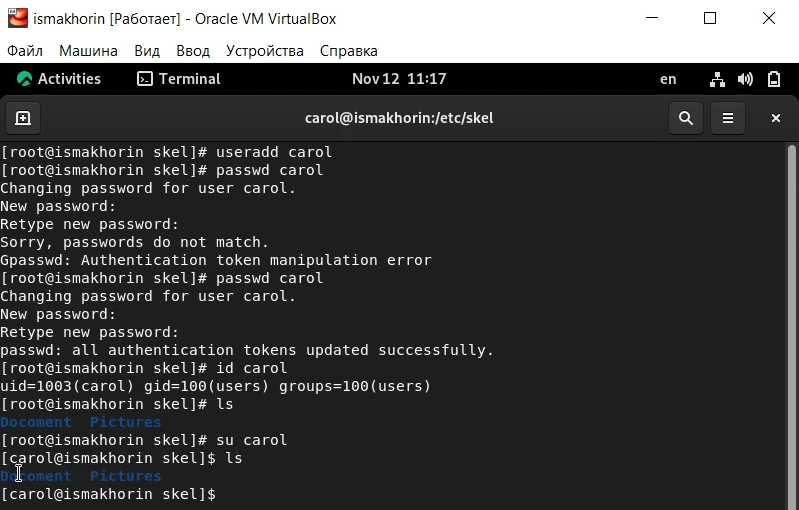 ismakhorin [Работает] - Oracle VM VirtualBox
Файл Машина Вид Ввод Устройства Справка
Activities Terminal Nov 12 11:17 en
carol@ismakhorin:/etc/skel
[root@ismakhorin skel]# useradd carol
[root@ismakhorin skel]# passwd carol
Changing password for user carol.
New password:
Retype new password:
Sorry, passwords do not match.
Gpasswd: Authentication token manipulation error
[root@ismakhorin skel]# passwd carol
Changing password for user carol.
New password:
Retype new password:
passwd: all authentication tokens updated successfully.
[root@ismakhorin skel]# id carol
uid=1003(carol) gid=100(users) groups=100(users)
[root@ismakhorin skel]# ls
Docoment Pictures
[root@ismakhorin skel]# su carol
[carol@ismakhorin skel]$ ls
Docoment Pictures
[carol@ismakhorin skel]$